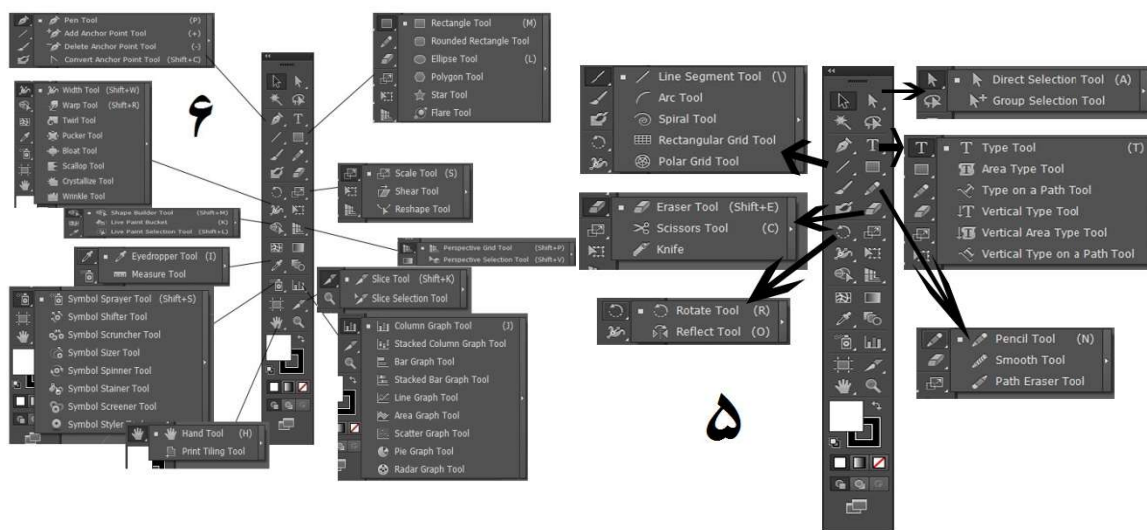 Pen Tool (P)
Add Anchor Point Tool (+)
Delete Anchor Point Tool (-)
Convert Anchor Point Tool (Shift+C)
Rectangle Tool (M)
Rounded Rectangle Tool
Ellipse Tool (L)
Polygon Tool
Star Tool
Flare Tool
۶
Width Tool (Shift+W)
Warp Tool (Shift+R)
Twirl Tool
Pucker Tool
Bloat Tool
Scallop Tool
Crystallize Tool
Wrinkle Tool
Scale Tool (S)
Shear Tool
Reshape Tool
Shape Builder Tool (Shift+M)
Live Paint Bucket (K)
Live Paint Selection Tool (Shift+L)
Perspective Grid Tool (Shift+P)
Perspective Selection Tool (Shift+V)
Eyedropper Tool (I)
Measure Tool
Slice Tool (Shift+K)
Slice Selection Tool
Symbol Sprayer Tool (Shift+S)
Symbol Shifter Tool
Symbol Scruncher Tool
Symbol Sizer Tool
Symbol Spinner Tool
Symbol Stainer Tool
Symbol Screener Tool
Symbol Styler Tool
Column Graph Tool (J)
Stacked Column Graph Tool
Bar Graph Tool
Stacked Bar Graph Tool
Line Graph Tool
Area Graph Tool
Scatter Graph Tool
Pie Graph Tool
Radar Graph Tool
Hand Tool (H)
Print Tiling Tool
Line Segment Tool (\)
Arc Tool
Spiral Tool
Rectangular Grid Tool
Polar Grid Tool
Direct Selection Tool (A)
Group Selection Tool
Type Tool (T)
Area Type Tool
Type on a Path Tool
Vertical Type Tool
Vertical Area Type Tool
Vertical Type on a Path Tool
Eraser Tool (Shift+E)
Scissors Tool (C)
Knife
Rotate Tool (R)
Reflect Tool (O)
Pencil Tool (N)
Smooth Tool
Path Eraser Tool
۵